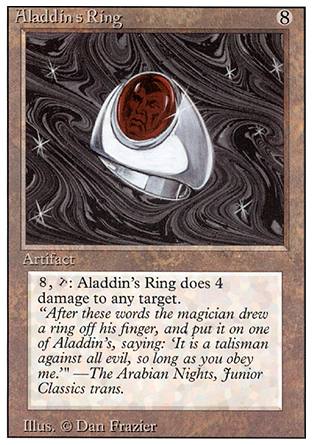 Aladdin's Ring 8
Artifact
8, : Aladdin's Ring does 4
damage to any target.
"After these words the magician drew
a ring off his finger, and put it on one
of Aladdin's, saying: 'It is a talisman
against all evil, so long as you obey
me.'" —The Arabian Nights, Junior
Classics trans.
Illus. © Dan Frazier